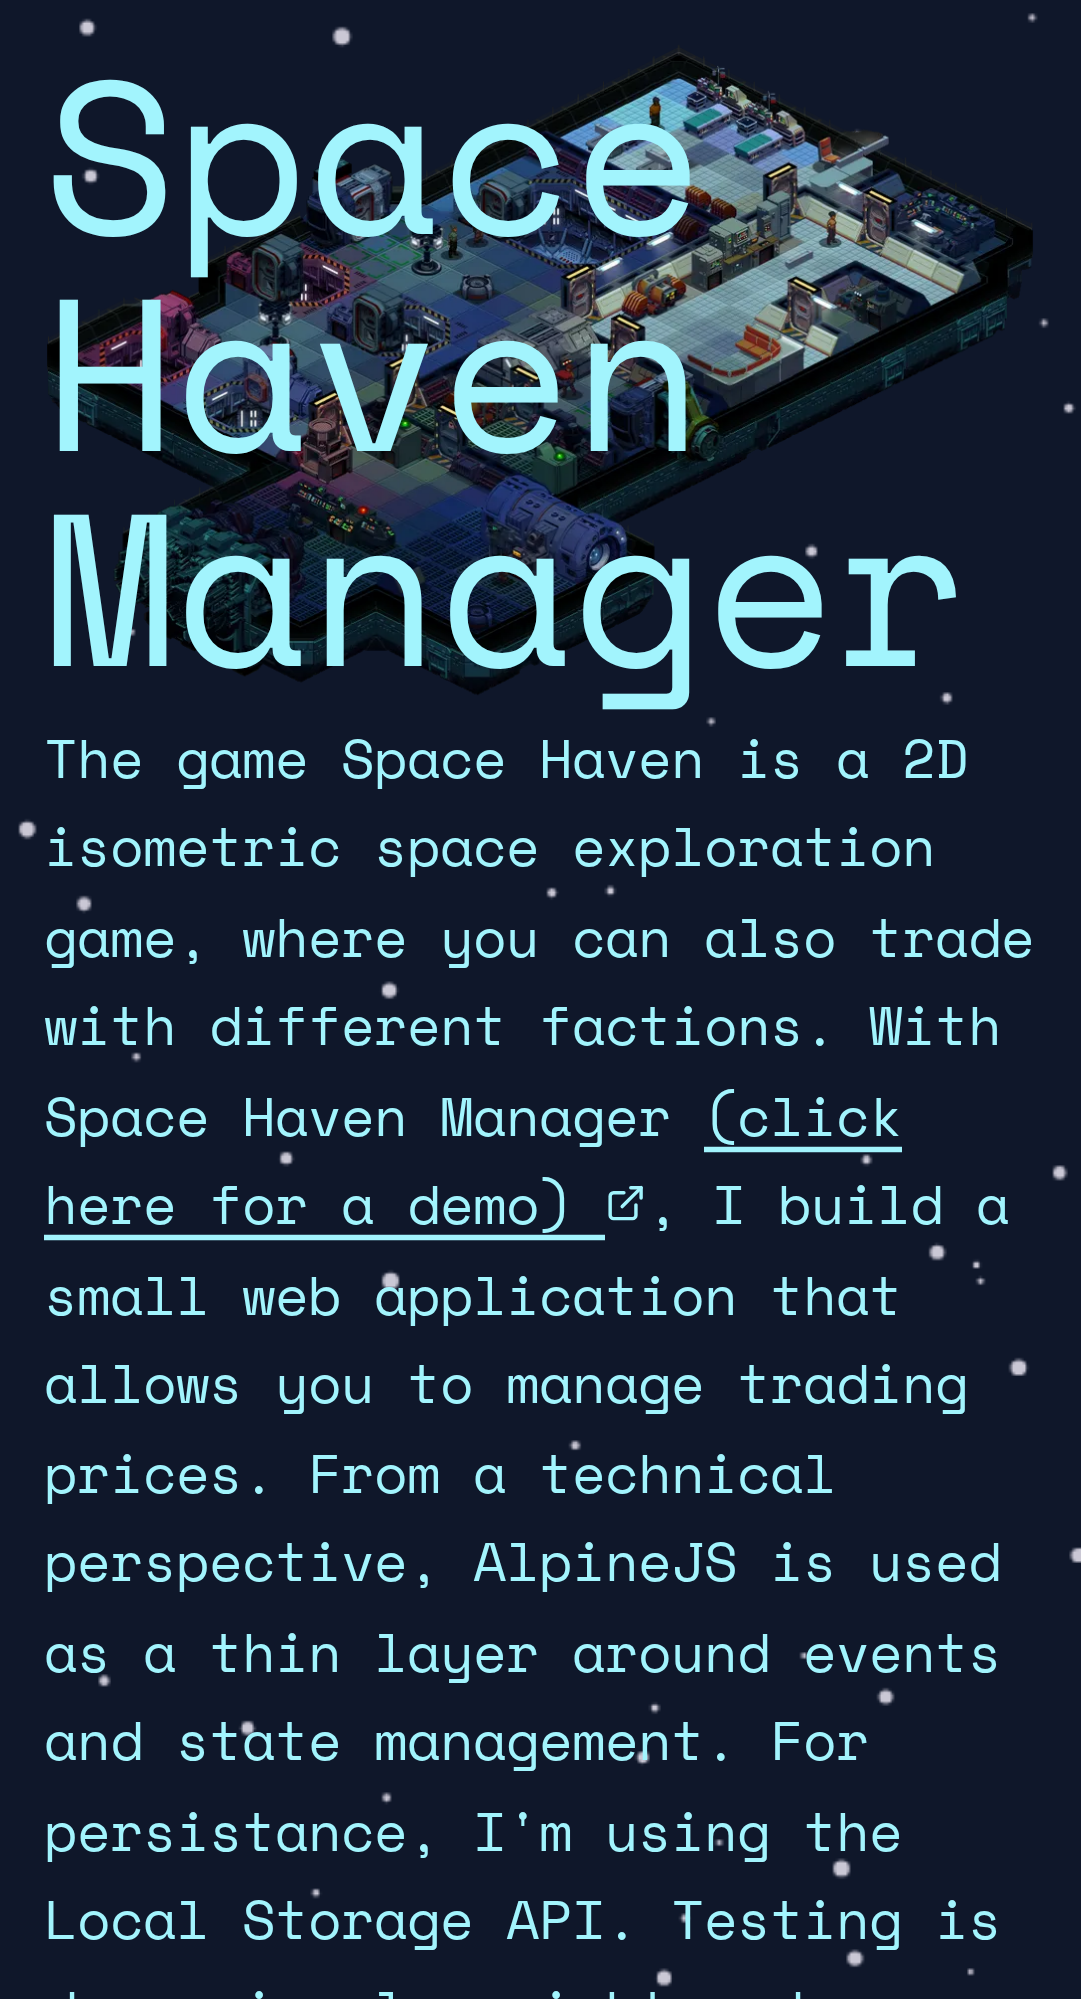 Space
Haven
Manager
The game Space Haven is a 2D
isometric space exploration
game, where you can also trade
with different factions. With
Space Haven Manager (click
here for a demo) , I build a
small web application that
allows you to manage trading
prices. From a technical
perspective, AlpineJS is used
as a thin layer around events
and state management. For
persistance, I'm using the
Local Storage API. Testing is